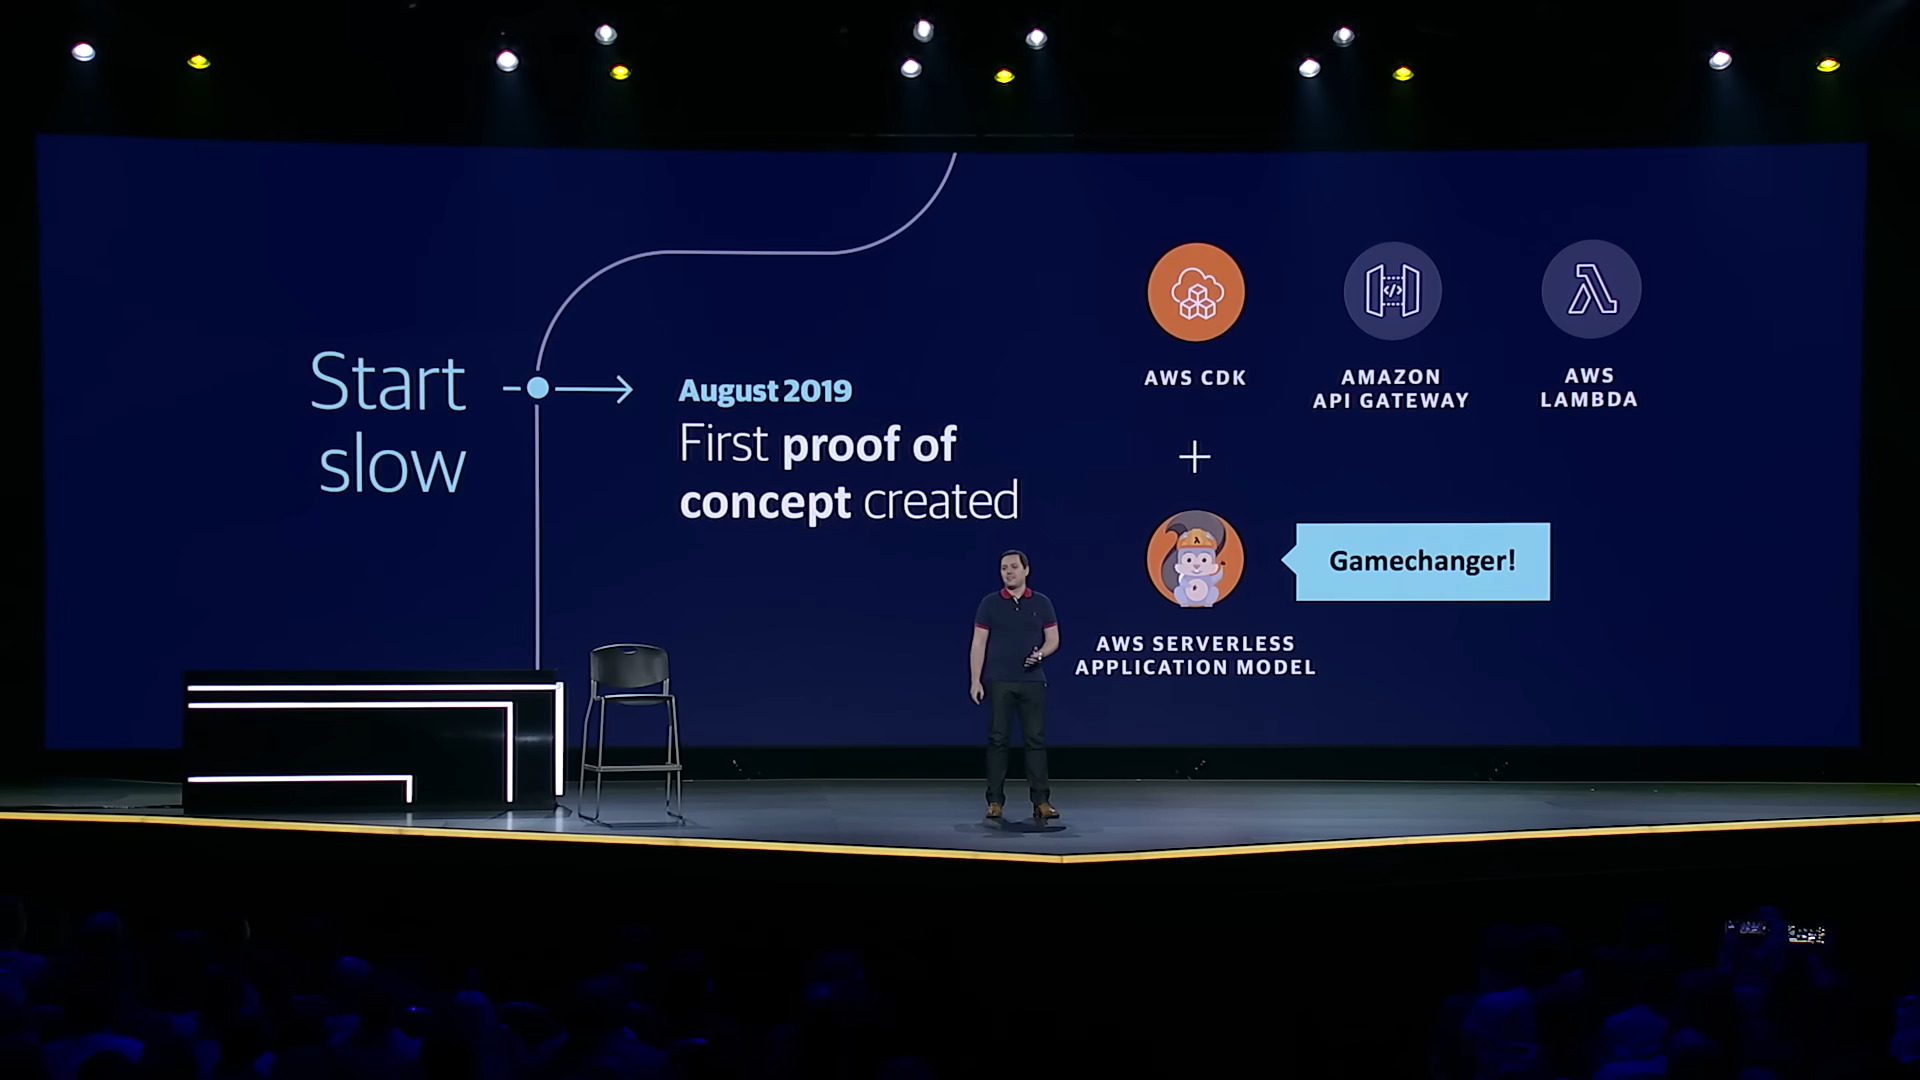 Start
slow
August 2019
First proof of
concept created
AWS CDK
AMAZON
API GATEWAY
AWS
LAMBDA
+
Gamechanger!
AWS SERVERLESS
APPLICATION MODEL